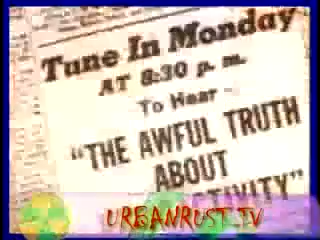 Tune In Monday
AT 8:30 p. m.
To Hear -
"THE AWFUL TRUTH
ABOUT
URBANRUST.TV